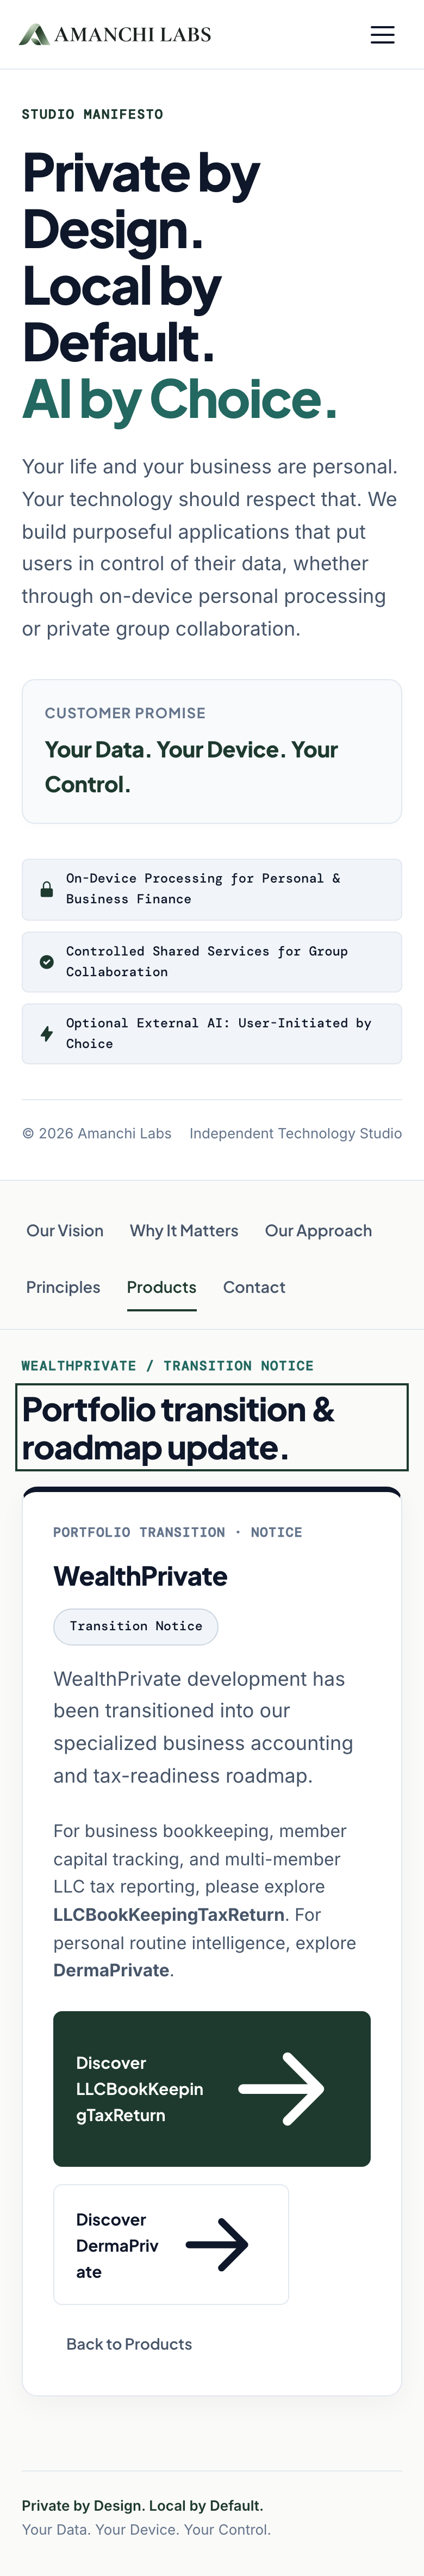 AMANCHI LABS
STUDIO MANIFESTO
Private by
Design.
Local by
Default.
AI by Choice.
Your life and your business are personal.
Your technology should respect that. We
build purposeful applications that put
users in control of their data, whether
through on-device personal processing
or private group collaboration.
CUSTOMER PROMISE
Your Data. Your Device. Your
Control.
On-Device Processing for Personal &
Business Finance
Controlled Shared Services for Group
Collaboration
Optional External AI: User-Initiated by
Choice
© 2026 Amanchi Labs Independent Technology Studio
Our Vision Why It Matters Our Approach
Principles Products Contact
WEALTHPRIVATE / TRANSITION NOTICE
Portfolio transition &
roadmap update.
PORTFOLIO TRANSITION · NOTICE
WealthPrivate
Transition Notice
WealthPrivate development has
been transitioned into our
specialized business accounting
and tax-readiness roadmap.
For business bookkeeping, member
capital tracking, and multi-member
LLC tax reporting, please explore
LLCBookKeepingTaxReturn. For
personal routine intelligence, explore
DermaPrivate.
Discover
LLCBookKeepin
gTaxReturn
Discover
DermaPriv
ate
Back to Products
Private by Design. Local by Default.
Your Data. Your Device. Your Control.